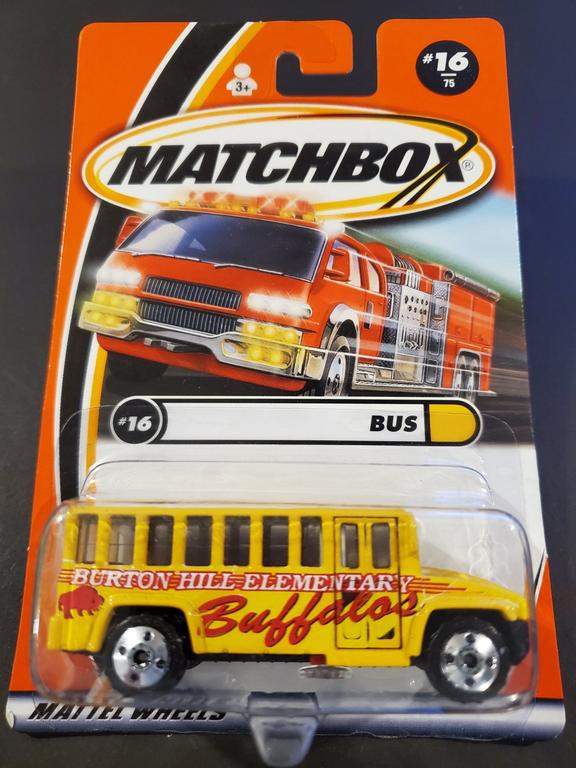 #16
75
3+
MATCHBOX®
#16
BUS
BURTON HILL ELEMENTARY
Buffalos
MATTEL WHEELS